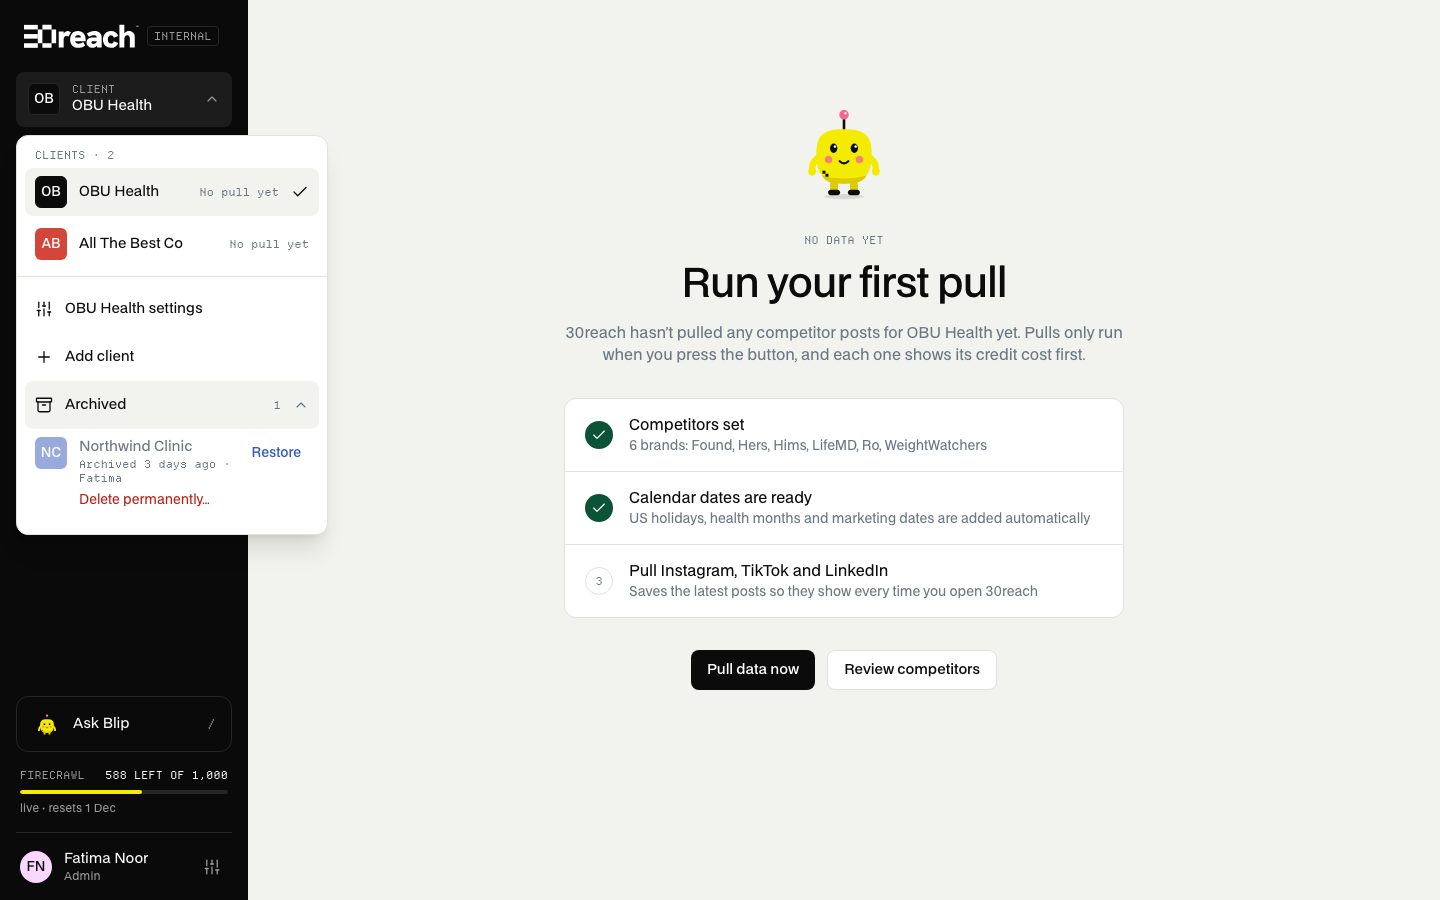 30reach
INTERNAL
OB
CLIENT
OBU Health
CLIENTS · 2
OB
OBU Health
No pull yet
AB
All The Best Co
No pull yet
OBU Health settings
Add client
Archived
1
NC
Northwind Clinic
Archived 3 days ago ·
Fatima
Restore
Delete permanently…
Ask Blip
/
FIRECRAWL
588 LEFT OF 1,000
live · resets 1 Dec
FN
Fatima Noor
Admin
NO DATA YET
Run your first pull
30reach hasn’t pulled any competitor posts for OBU Health yet. Pulls only run
when you press the button, and each one shows its credit cost first.
Competitors set
6 brands: Found, Hers, Hims, LifeMD, Ro, WeightWatchers
Calendar dates are ready
US holidays, health months and marketing dates are added automatically
3
Pull Instagram, TikTok and LinkedIn
Saves the latest posts so they show every time you open 30reach
Pull data now
Review competitors